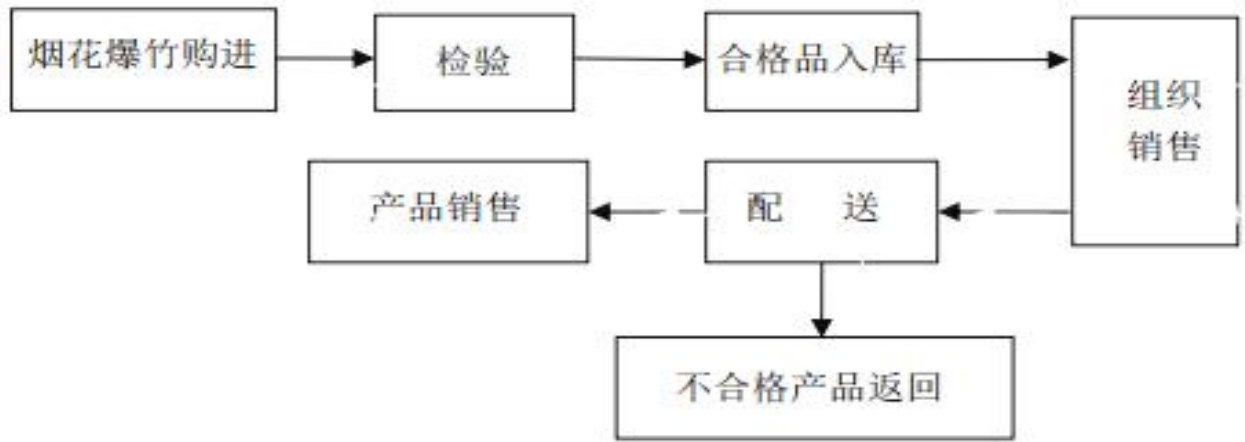 烟花爆竹购进
检验
合格品入库
组织
销售
配 送
产品销售
不合格产品返回